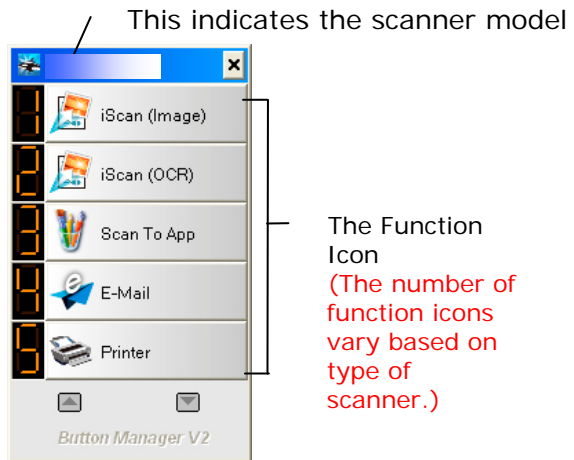 This indicates the scanner model
1 iScan (Image)
2 iScan (OCR)
3 Scan To App
4 E-Mail
5 Printer
Button Manager V2
The Function
Icon
(The number of
function icons
vary based on
type of
scanner.)